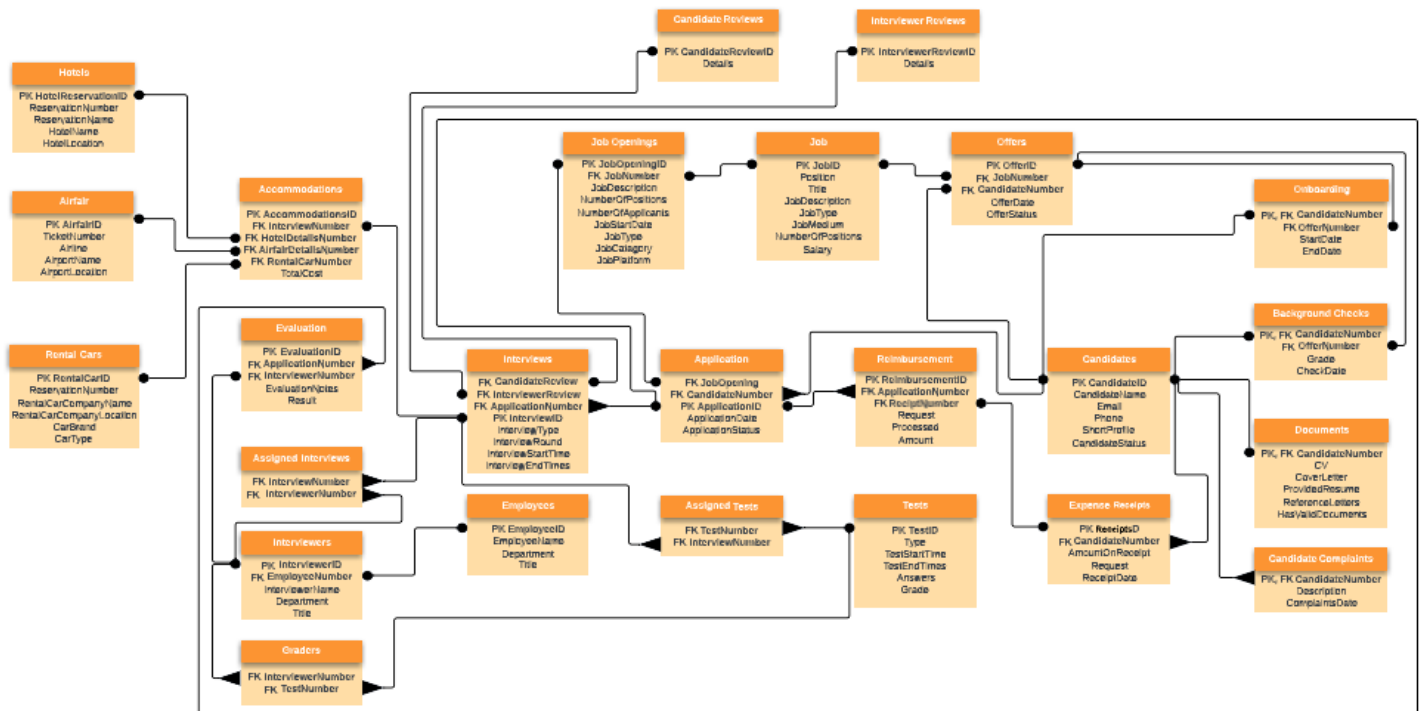 Candidate Reviews
PK CandidateReviewID
Details
Interviewer Reviews
PK InterviewerReviewID
Details
Hotels
PK HotelReservationID
ReservationNumber
ReservationName
HotelName
HotelLocation
Airfair
PK AirfairID
TicketNumber
Airline
AirportName
AirportLocation
Rental Cars
PK RentalCarID
ReservationNumber
RentalCarCompanyName
RentalCarCompanyLocation
CarBrand
CarType
Accommodations
PK AccommodationsID
FK InterviewNumber
FK HotelDetailsNumber
FK AirfairDetailsNumber
FK RentalCarNumber
TotalCost
Job Openings
PK JobOpeningID
FK JobNumber
JobDescription
NumberOfPositions
NumberOfApplicants
JobStartDate
JobType
JobCatagory
JobPlatform
Job
PK JobID
Position
Title
JobDescription
JobType
JobMedium
NumberOfPositions
Salary
Offers
PK OfferID
FK JobNumber
FK CandidateNumber
OfferDate
OfferStatus
Onboarding
PK, FK CandidateNumber
FK OfferNumber
StartDate
EndDate
Evaluation
PK EvaluationID
FK ApplicationNumber
FK InterviewerNumber
EvaluationNotes
Result
Interviews
FK CandidateReview
FK InterviewerReview
FK ApplicationNumber
PK InterviewID
InterviewType
InterviewRound
InterviewStartTime
InterviewEndTimes
Application
FK JobOpening
FK CandidateNumber
PK ApplicationID
ApplicationDate
ApplicationStatus
Reimbursement
PK ReimbursementID
FK ApplicationNumber
FK ReceiptNumber
Request
Processed
Amount
Candidates
PK CandidateID
CandidateName
Email
Phone
ShortProfile
CandidateStatus
Background Checks
PK, FK CandidateNumber
FK OfferNumber
Grade
CheckDate
Documents
PK, FK CandidateNumber
CV
CoverLetter
ProvidedResume
ReferenceLetters
HasValidDocuments
Assigned Interviews
FK InterviewNumber
FK InterviewerNumber
Employees
PK EmployeeID
EmployeeName
Department
Title
Assigned Tests
FK TestNumber
FK InterviewNumber
Tests
PK TestID
Type
TestStartTime
TestEndTimes
Answers
Grade
Expense Receipts
PK ReceiptsID
FK CandidateNumber
AmountOnReceipt
Request
ReceiptDate
Candidate Complaints
PK, FK CandidateNumber
Description
ComplaintsDate
Interviewers
PK InterviewerID
FK EmployeeNumber
InterviewerName
Department
Title
Graders
FK InterviewerNumber
FK TestNumber